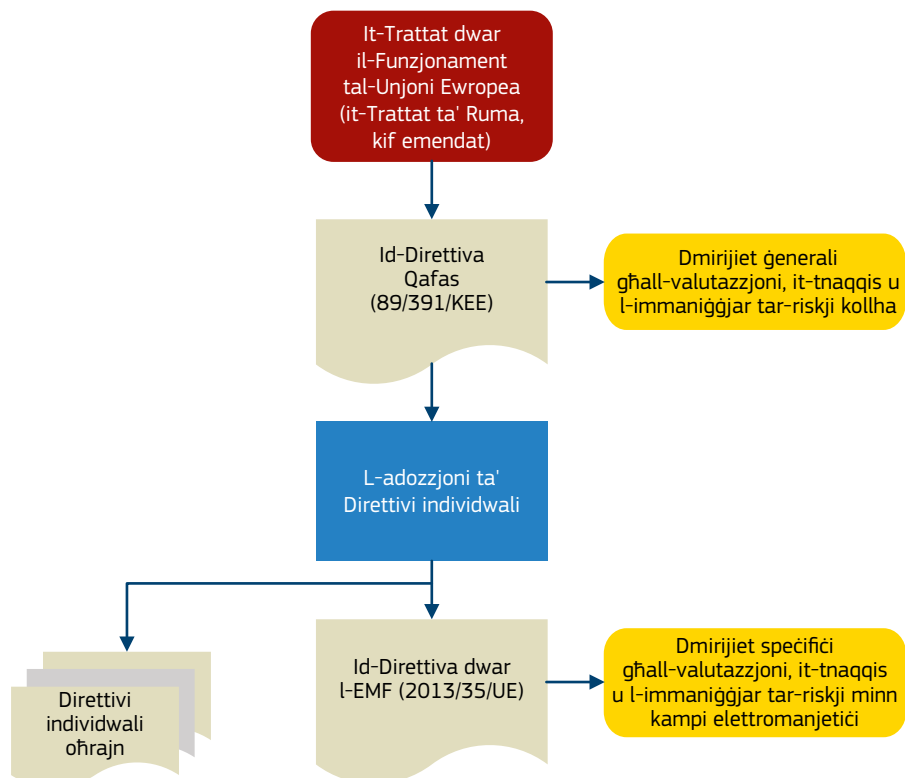 It-Trattat dwar
il-Funzjonament
tal-Unjoni Ewropea
(it-Trattat ta' Ruma,
kif emendat)
Id-Direttiva
Qafas
(89/391/KEE)
Dmirijiet ġenerali
għall-valutazzjoni, it-tnaqqis u
l-immaniġġjar tar-riskji kollha
L-adozzjoni ta'
Direttivi individwali
Direttivi
individwali
oħrajn
Id-Direttiva dwar
l-EMF (2013/35/UE)
Dmirijiet speċifiċi
għall-valutazzjoni, it-tnaqqis
u l-immaniġġjar tar-riskji minn
kampi elettromanjetiċi